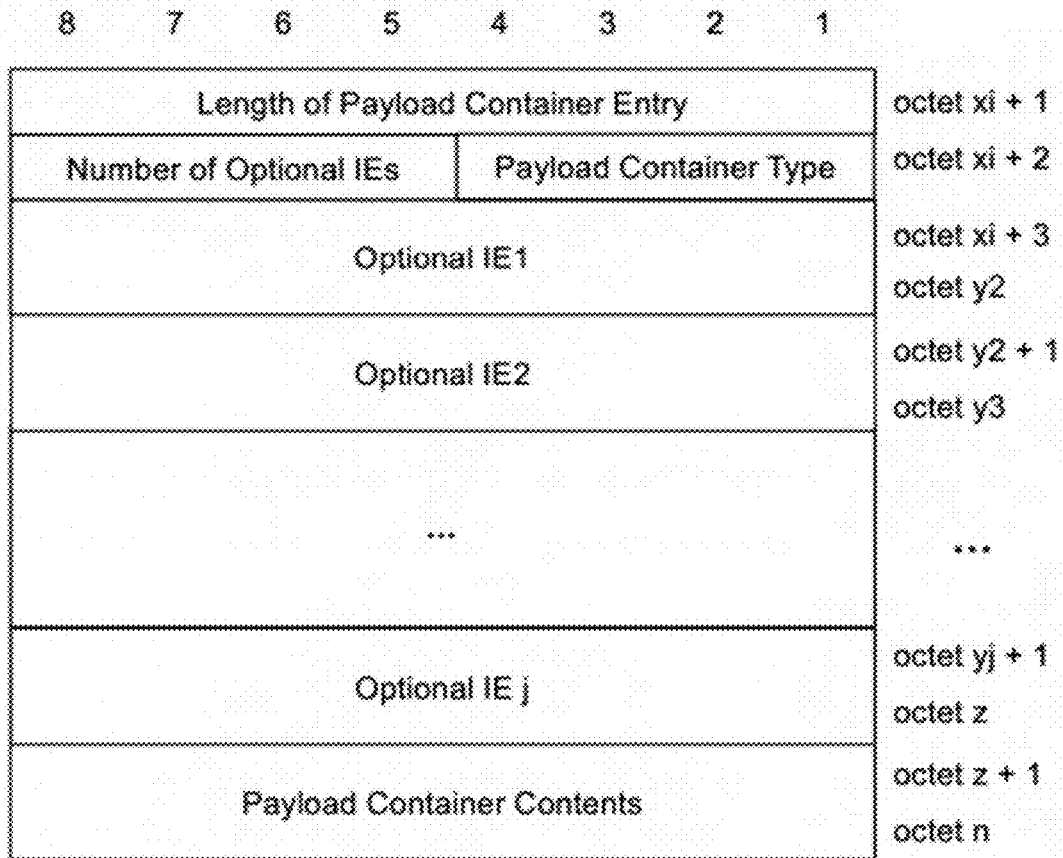 8 7 6 5 4 3 2 1
Length of Payload Container Entry octet xi + 1
Number of Optional IEs Payload Container Type octet xi + 2
Optional IE1 octet xi + 3
octet y2
Optional IE2 octet y2 + 1
octet y3
... ...
Optional IE j octet yj + 1
octet z
Payload Container Contents octet z + 1
octet n